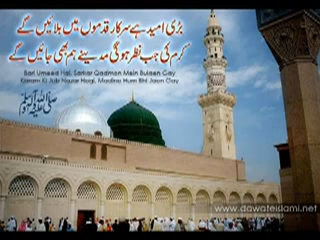 بڑی امید ہے سرکار قدموں میں بلائیں گے
کرم کی جب نظر ہوگی مدینے ہم بھی جائیں گے
Bari Umeed Hai, Sarkar Qadmon Mein Bulaen Gay
Karam Ki Jab Nazar Hogi, Madine Hum Bhi Jaen Gay
صلی اللہ علیہ وسلم
www.dawateislami.net